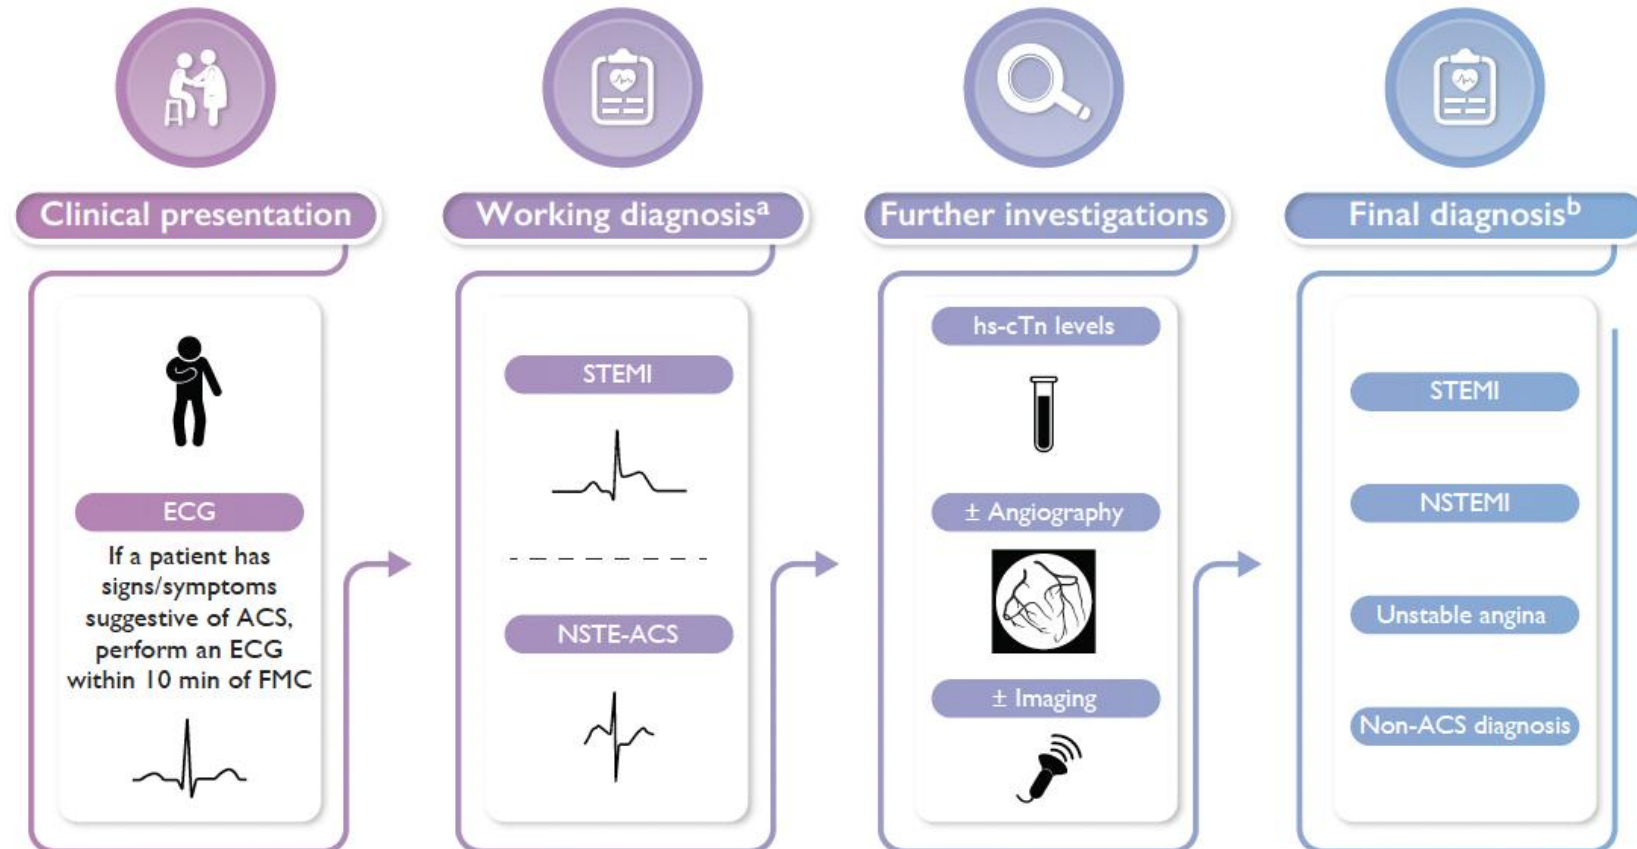 Clinical presentation
ECG
If a patient has
signs/symptoms
suggestive of ACS,
perform an ECG
within 10 min of FMC
Working diagnosisᵃ
STEMI
NSTE-ACS
Further investigations
hs-cTn levels
± Angiography
± Imaging
Final diagnosisᵇ
STEMI
NSTEMI
Unstable angina
Non-ACS diagnosis